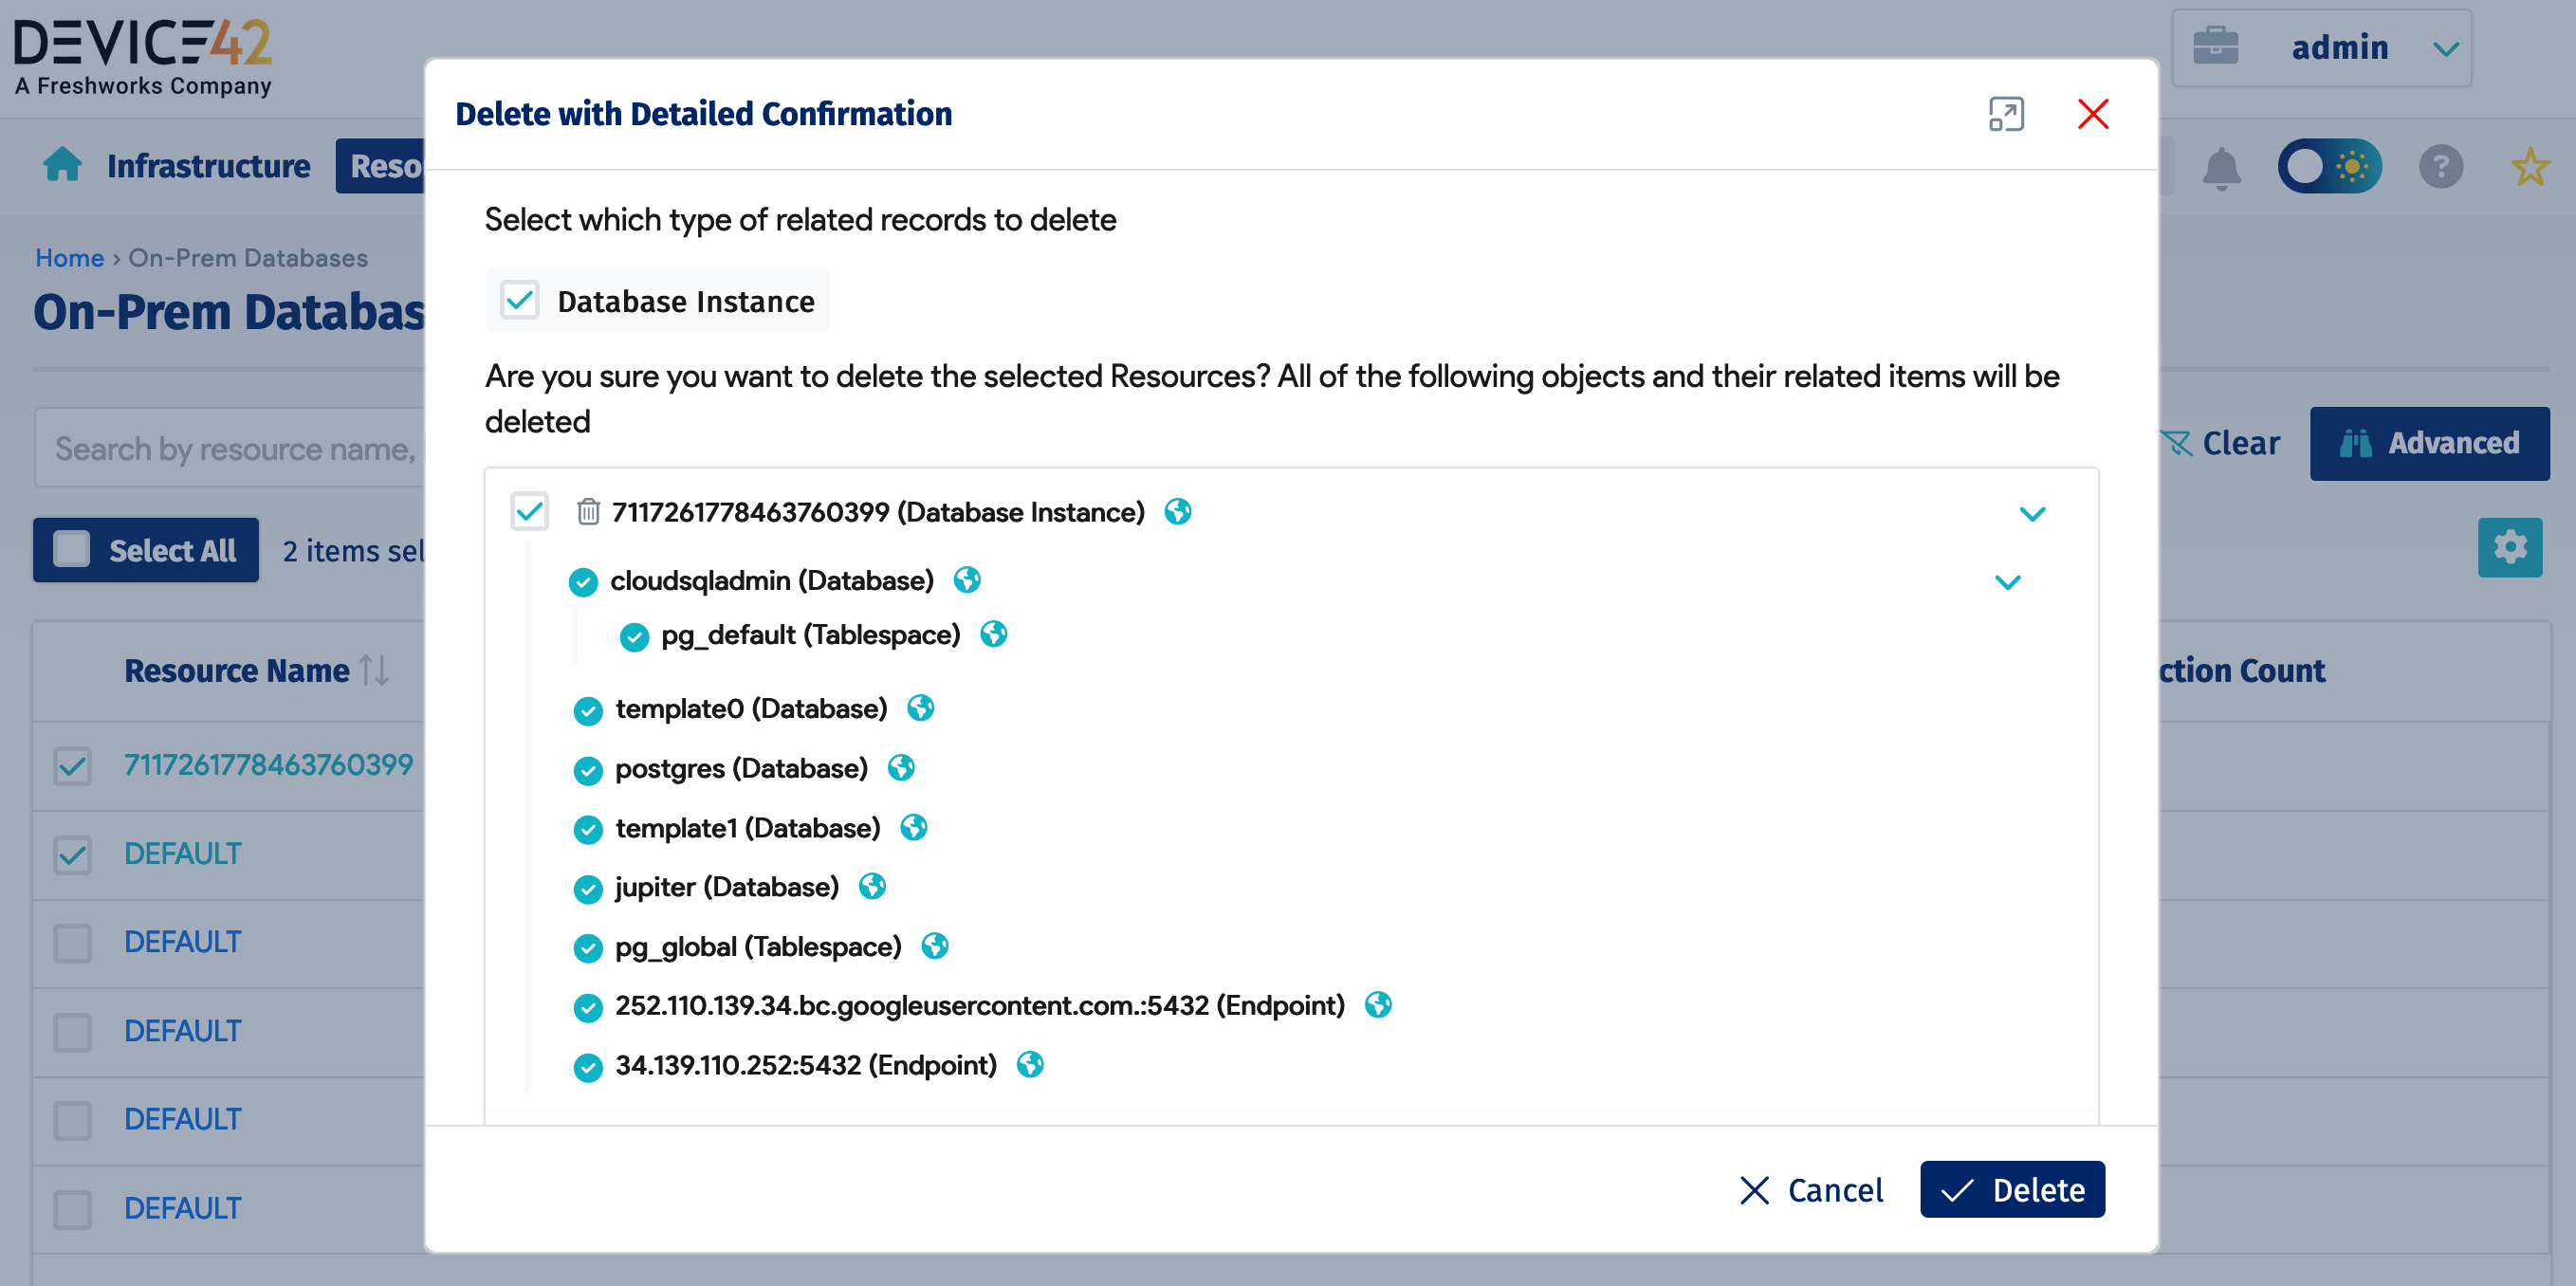 DEVICE42
A Freshworks Company
admin
Infrastructure
Reso
Home › On-Prem Databases
On-Prem Databas
Search by resource name,
Clear
Advanced
Select All
2 items sel
Resource Name
ction Count
7117261778463760399
DEFAULT
DEFAULT
DEFAULT
DEFAULT
DEFAULT
Delete with Detailed Confirmation
Select which type of related records to delete
Database Instance
Are you sure you want to delete the selected Resources? All of the following objects and their related items will be
deleted
7117261778463760399 (Database Instance)
cloudsqladmin (Database)
pg_default (Tablespace)
template0 (Database)
postgres (Database)
template1 (Database)
jupiter (Database)
pg_global (Tablespace)
252.110.139.34.bc.googleusercontent.com.:5432 (Endpoint)
34.139.110.252:5432 (Endpoint)
Cancel
Delete